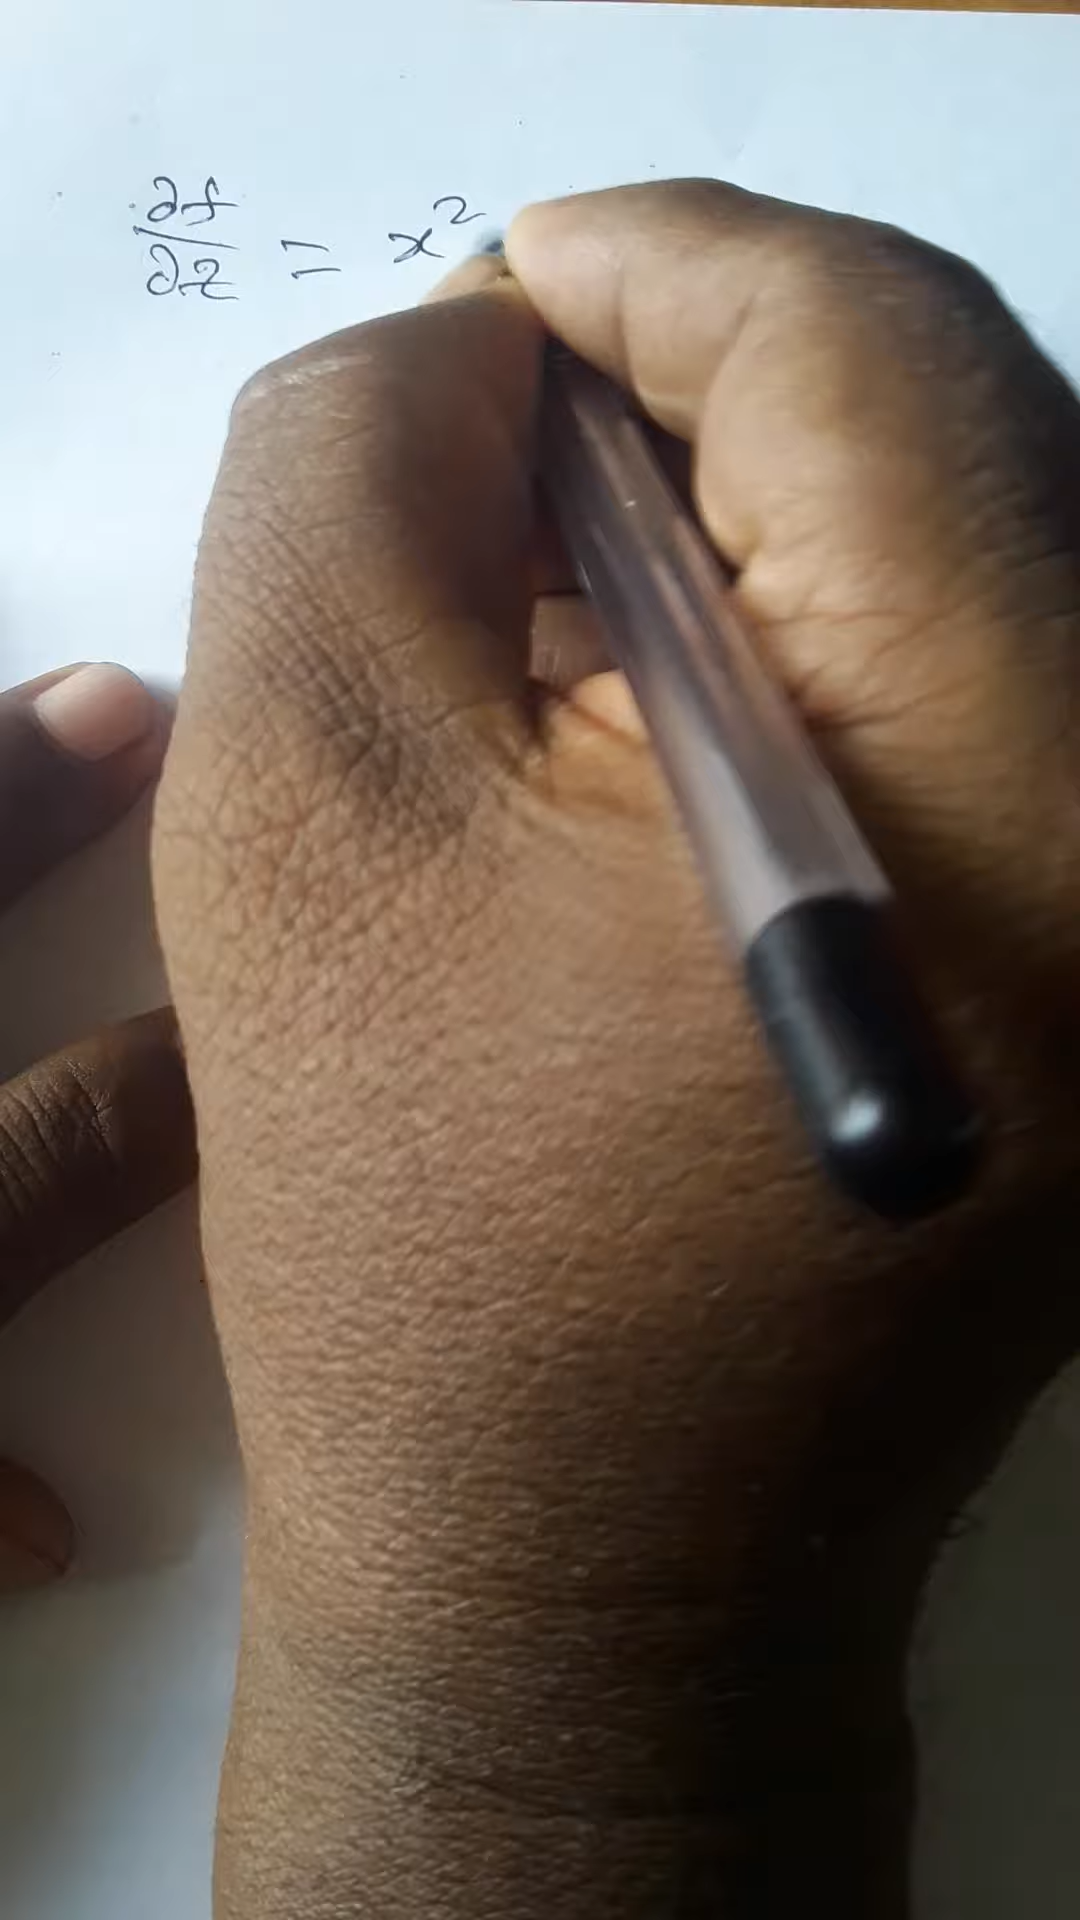 ∂f/∂z = x²